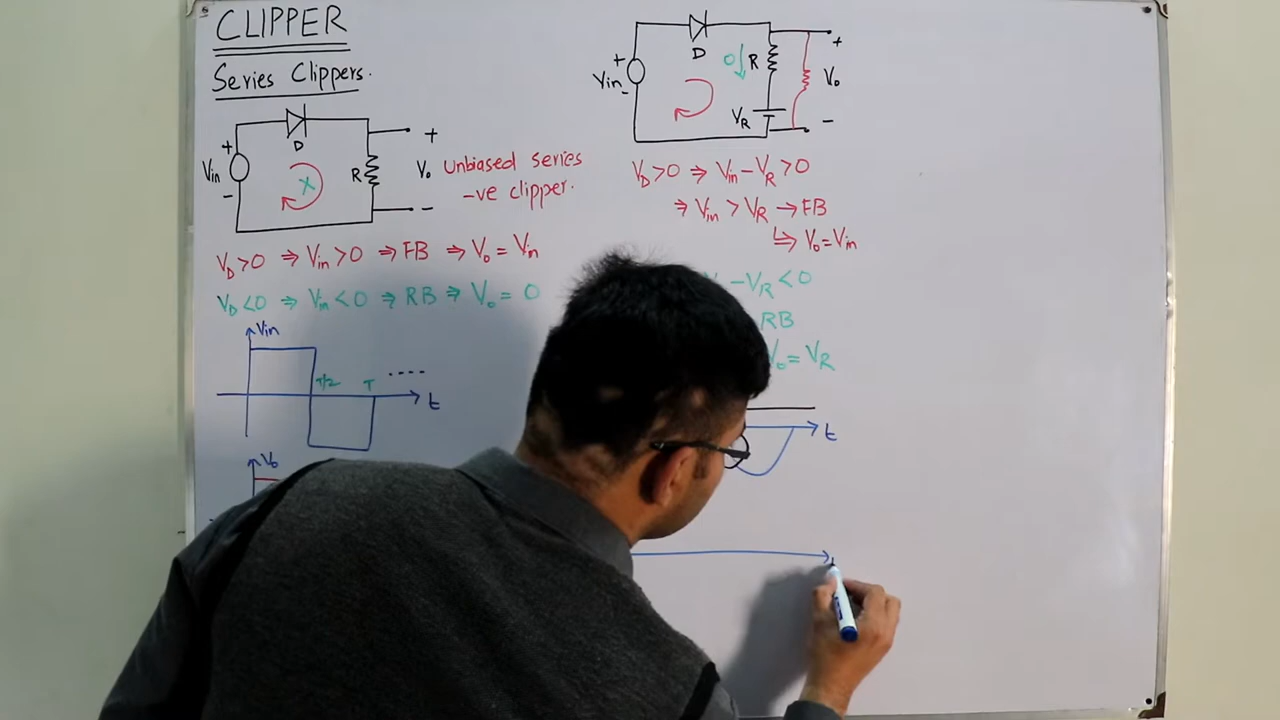 CLIPPER
Series Clippers.
+
Vin
-
D
R
+
Vo
-
X
Unbiased series
-ve clipper.
VD>0 ⇒ Vin>0 ⇒ FB ⇒ Vo = Vin
VD<0 ⇒ Vin<0 ⇒ RB ⇒ Vo = 0
Vin
T/2
T
....
t
Vo
+
Vin
-
D
0↓
R
VR
+
Vo
-
VD>0 ⇒ Vin-VR>0
⇒ Vin > VR → FB
↳⇒ Vo=Vin
-VR<0
RB
Vo = VR
t